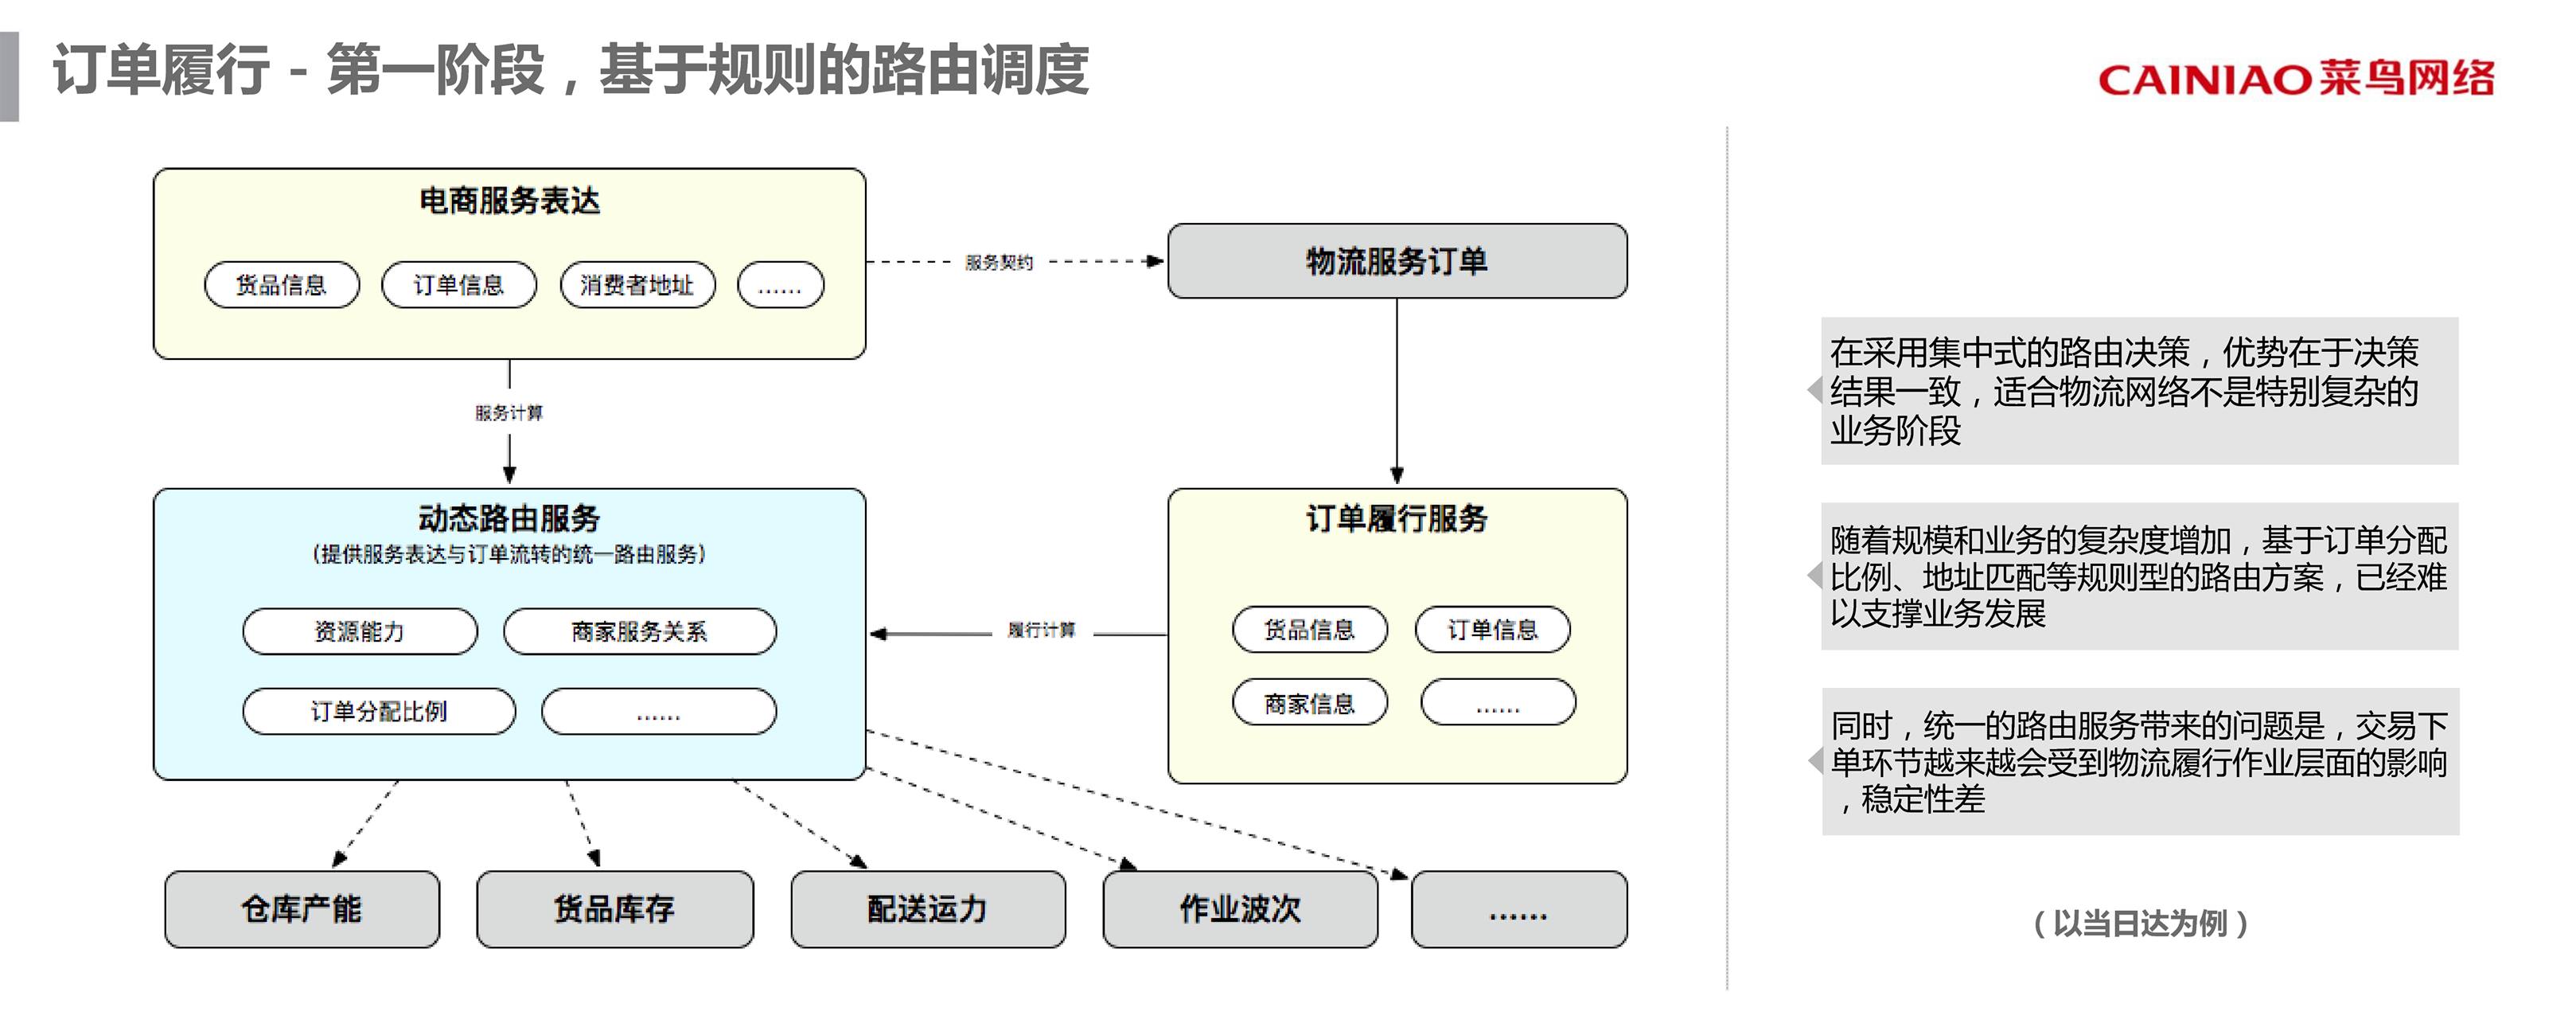 订单履行 - 第一阶段，基于规则的路由调度
CAINIAO菜鸟网络
电商服务表达
货品信息
订单信息
消费者地址
……
服务契约
物流服务订单
服务计算
动态路由服务
(提供服务表达与订单流转的统一路由服务)
资源能力
商家服务关系
订单分配比例
……
履行计算
订单履行服务
货品信息
订单信息
商家信息
……
仓库产能
货品库存
配送运力
作业波次
……
在采用集中式的路由决策，优势在于决策
结果一致，适合物流网络不是特别复杂的
业务阶段
随着规模和业务的复杂度增加，基于订单分配
比例、地址匹配等规则型的路由方案，已经难
以支撑业务发展
同时，统一的路由服务带来的问题是，交易下
单环节越来越会受到物流履行作业层面的影响
，稳定性差
（以当日达为例）